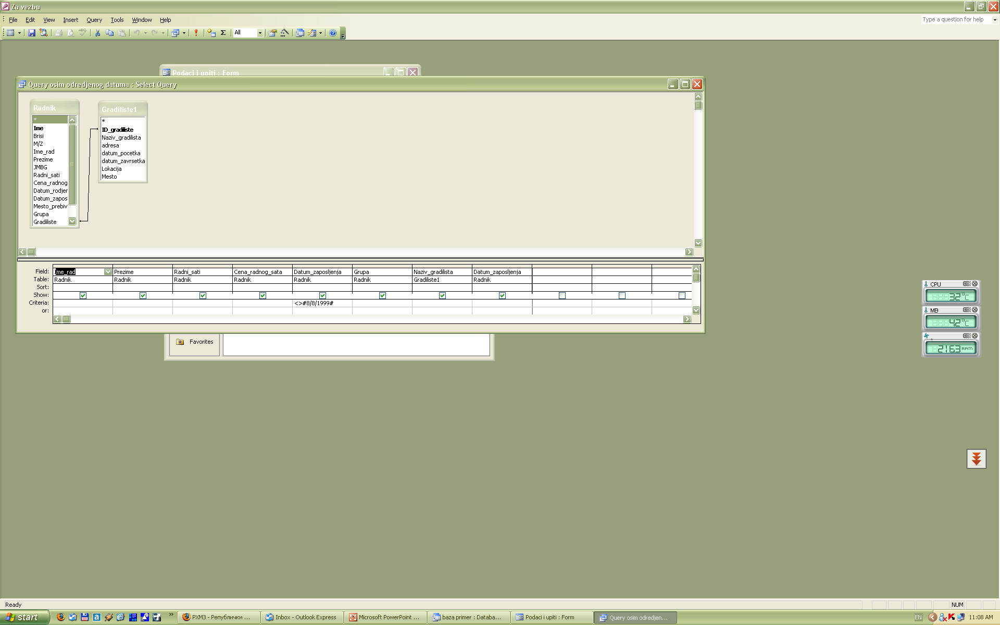 Za vezbu
File Edit View Insert Query Tools Window Help
Type a question for help
All
Podaci i upiti : Form
Query osim odredjenog datuma : Select Query
Radnik
*
Ime
Brisi
M/Z
Ime_rad
Prezime
JMBG
Radni_sati
Cena_radnog
Datum_rodjer
Datum_zapos
Mesto_prebiv
Grupa
Gradiliste
Gradiliste1
*
ID_gradiliste
Naziv_gradilista
adresa
datum_pocetka
datum_zavrsetka
Lokacija
Mesto
Field: Ime_rad Prezime Radni_sati Cena_radnog_sata Datum_zaposljenja Grupa Naziv_gradilista Datum_zaposljenja
Table: Radnik Radnik Radnik Radnik Radnik Radnik Gradiliste1 Radnik
Sort:
Show:
Criteria: <>#8/8/1999#
or:
Favorites
CPU
32°C
MB
42°C
2163 RPM
Ready
NUM
start
a
»
РХМЗ - Републички ...
Inbox - Outlook Express
Microsoft PowerPoint ...
baza primer : Databa...
Podaci i upiti : Form
Query osim odredjen...
EN
11:08 AM